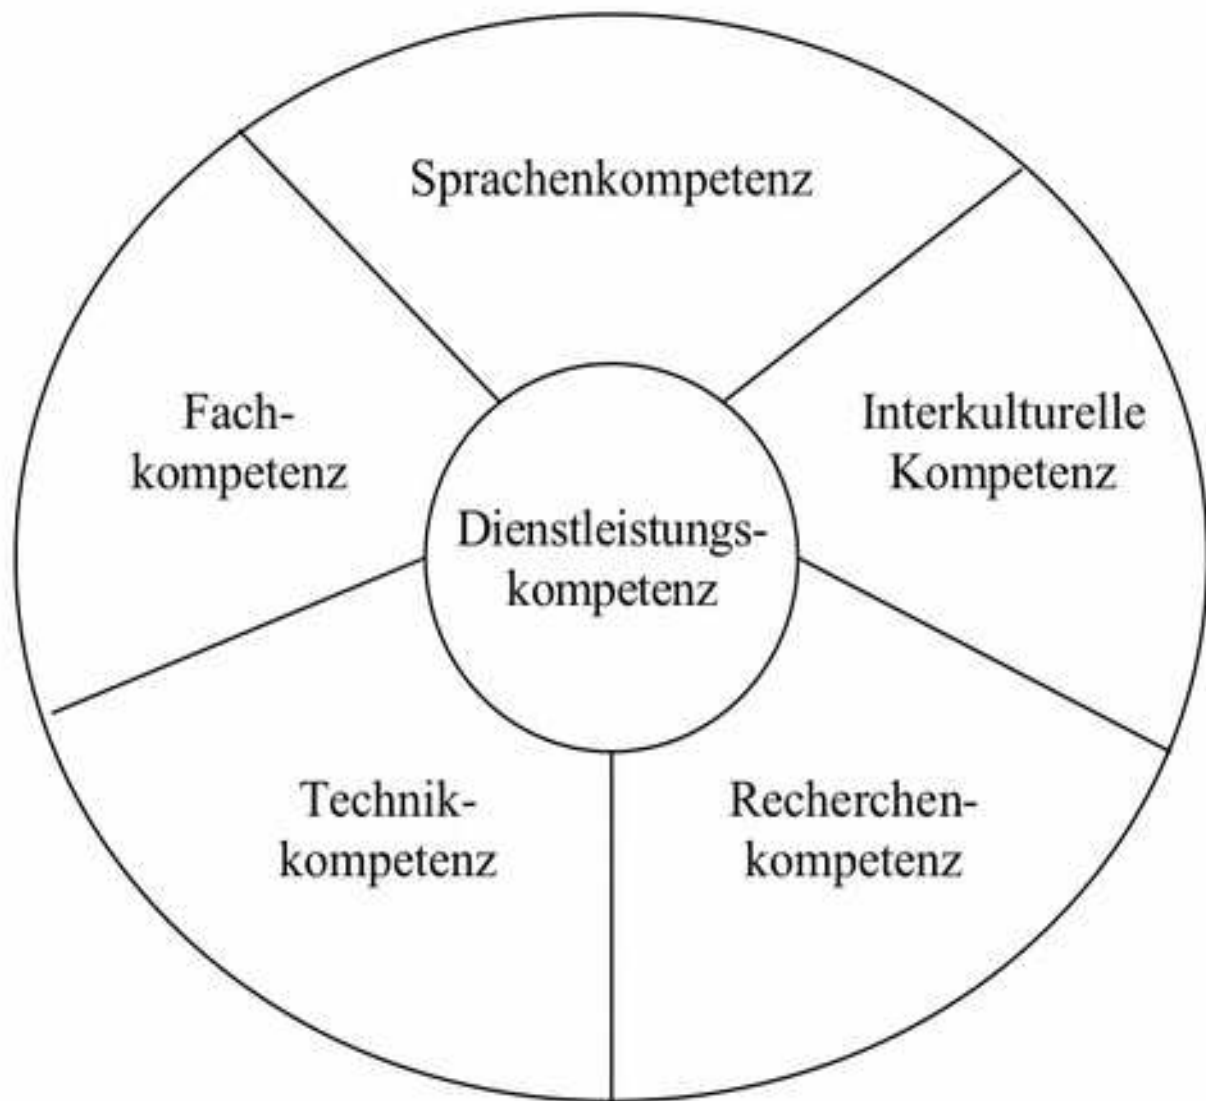 Sprachenkompetenz
Fach-
kompetenz
Interkulturelle
Kompetenz
Dienstleistungs-
kompetenz
Technik-
kompetenz
Recherchen-
kompetenz